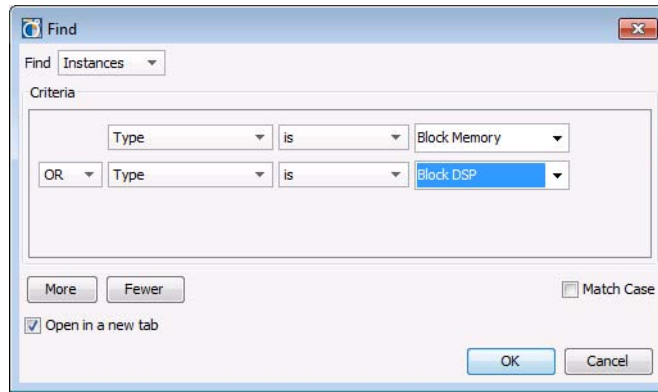 Find
Find Instances
Criteria
Type is Block Memory
OR Type is Block DSP
More Fewer Match Case
Open in a new tab
OK Cancel